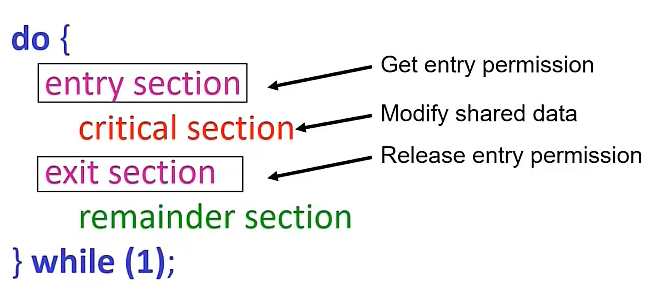 do {
entry section
Get entry permission
critical section
Modify shared data
exit section
Release entry permission
remainder section
} while (1);